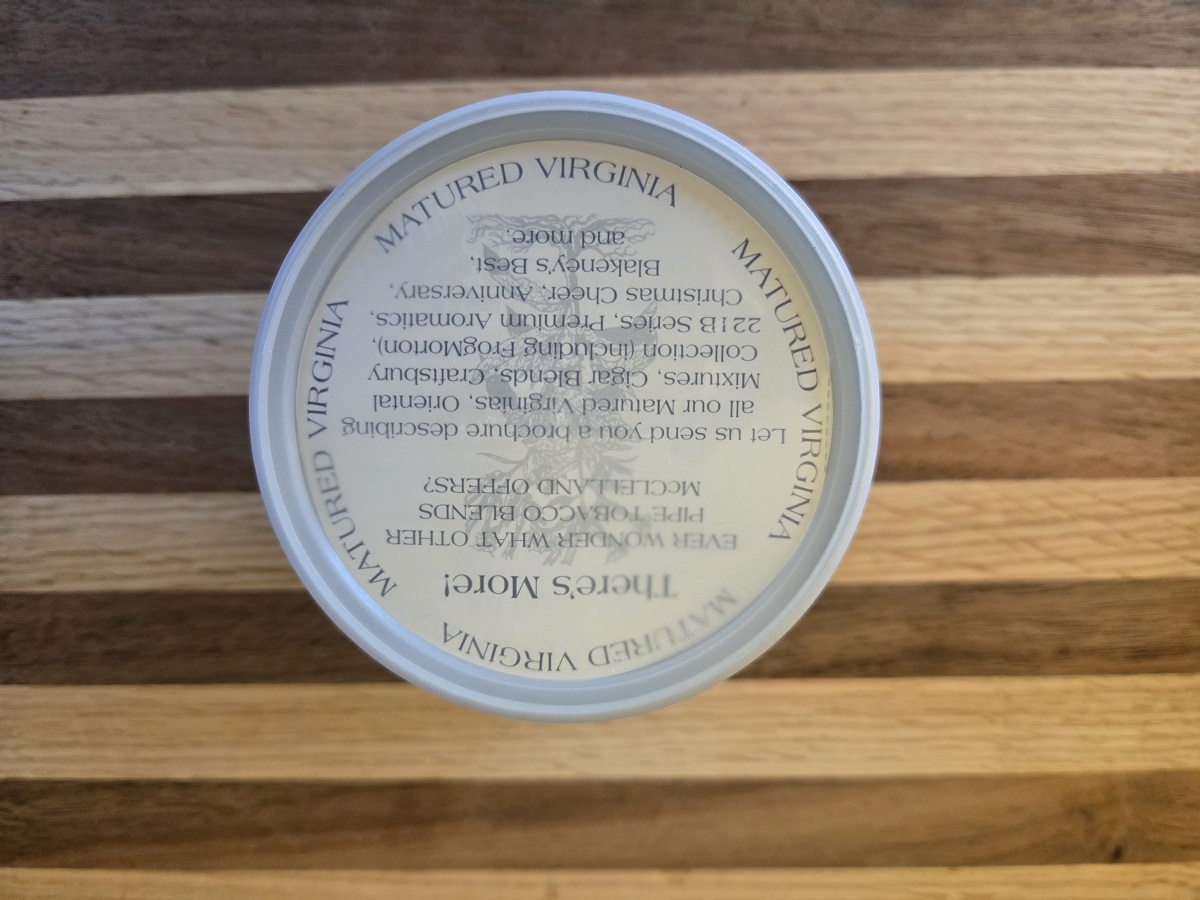 MATURED VIRGINIA
MATURED VIRGINIA
MATURED VIRGINIA
MATURED VIRGINIA
There's More!
EVER WONDER WHAT OTHER
PIPE TOBACCO BLENDS
McCLELLAND OFFERS?
Let us send you a brochure describing
all our Matured Virginias, Oriental
Mixtures, Cigar Blends, Craftsbury
Collection (including FrogMorton),
221B Series, Premium Aromatics,
Christmas Cheer, Anniversary,
Blakeney's Best,
and more.